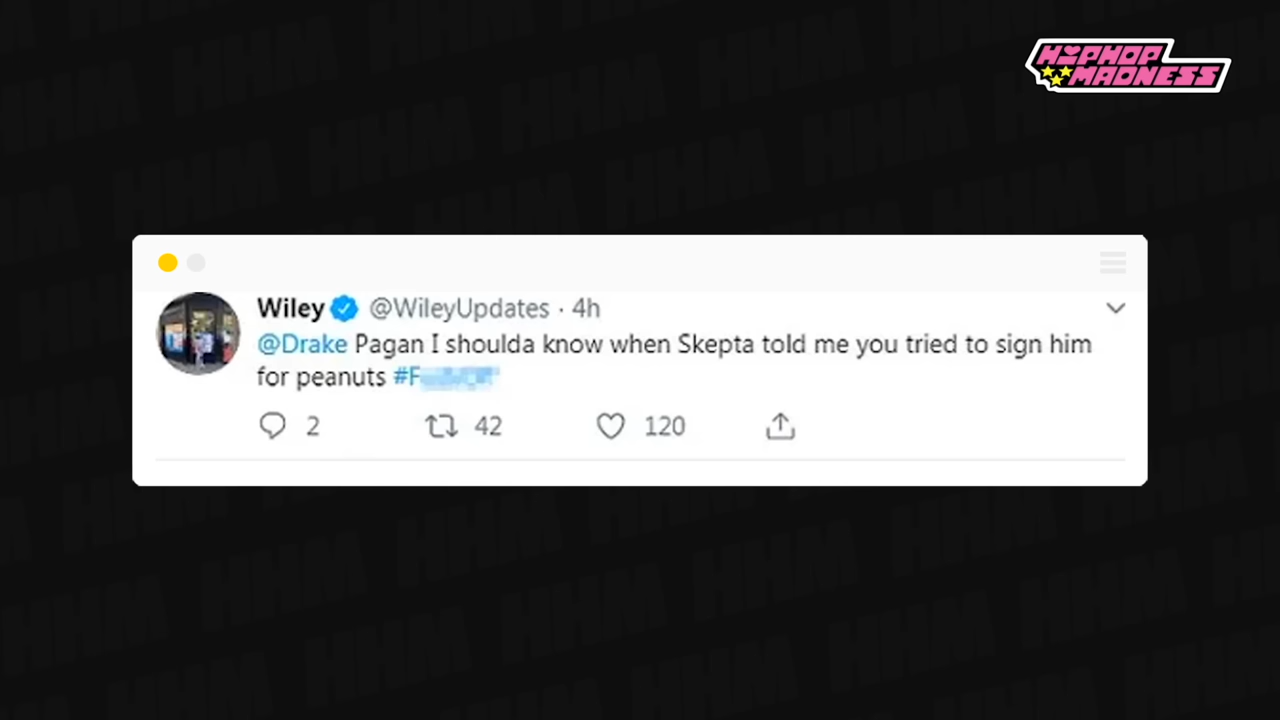 HIPHOP
MADNESS
Wiley @WileyUpdates · 4h
@Drake Pagan I shoulda know when Skepta told me you tried to sign him
for peanuts #F
2 42 120